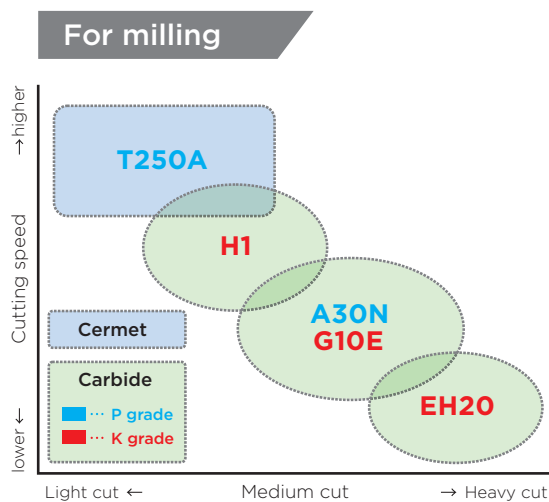 For milling
→higher
Cutting speed
lower←
T250A
H1
A30N
G10E
EH20
Cermet
Carbide
··· P grade
··· K grade
Light cut ←
Medium cut
→ Heavy cut